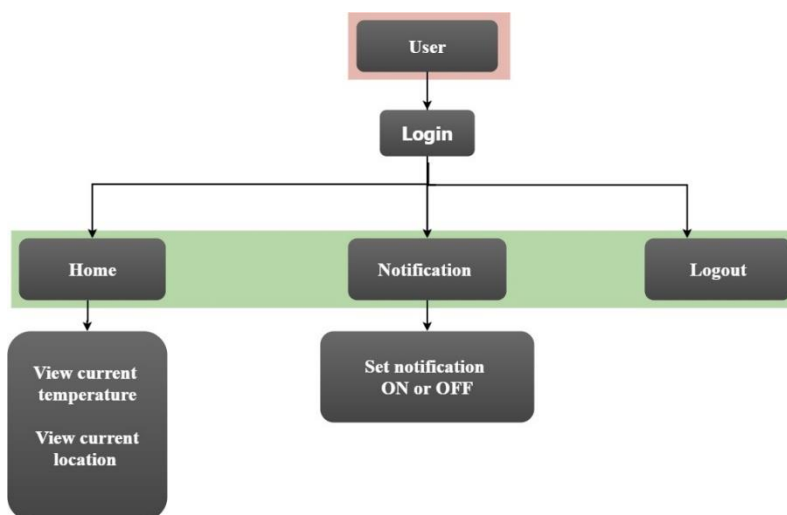 User
Login
Home
Notification
Logout
View current
temperature
View current
location
Set notification
ON or OFF